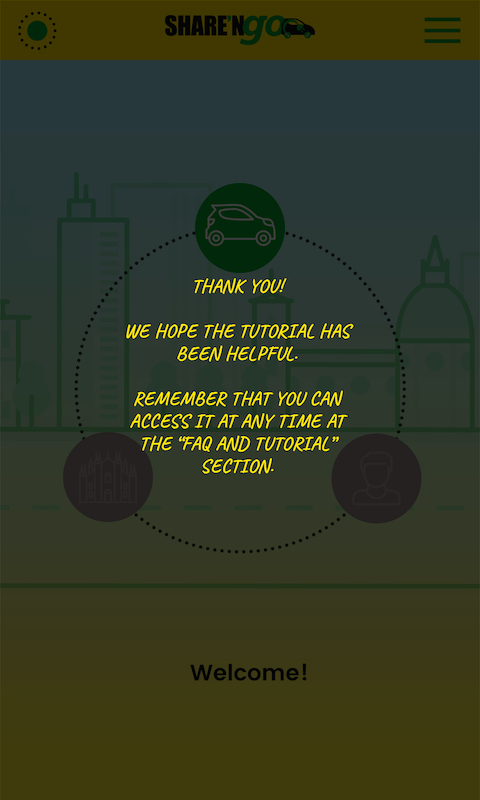 SHARE'N go
THANK YOU!
WE HOPE THE TUTORIAL HAS
BEEN HELPFUL.
REMEMBER THAT YOU CAN
ACCESS IT AT ANY TIME AT
THE “FAQ AND TUTORIAL”
SECTION.
Welcome!